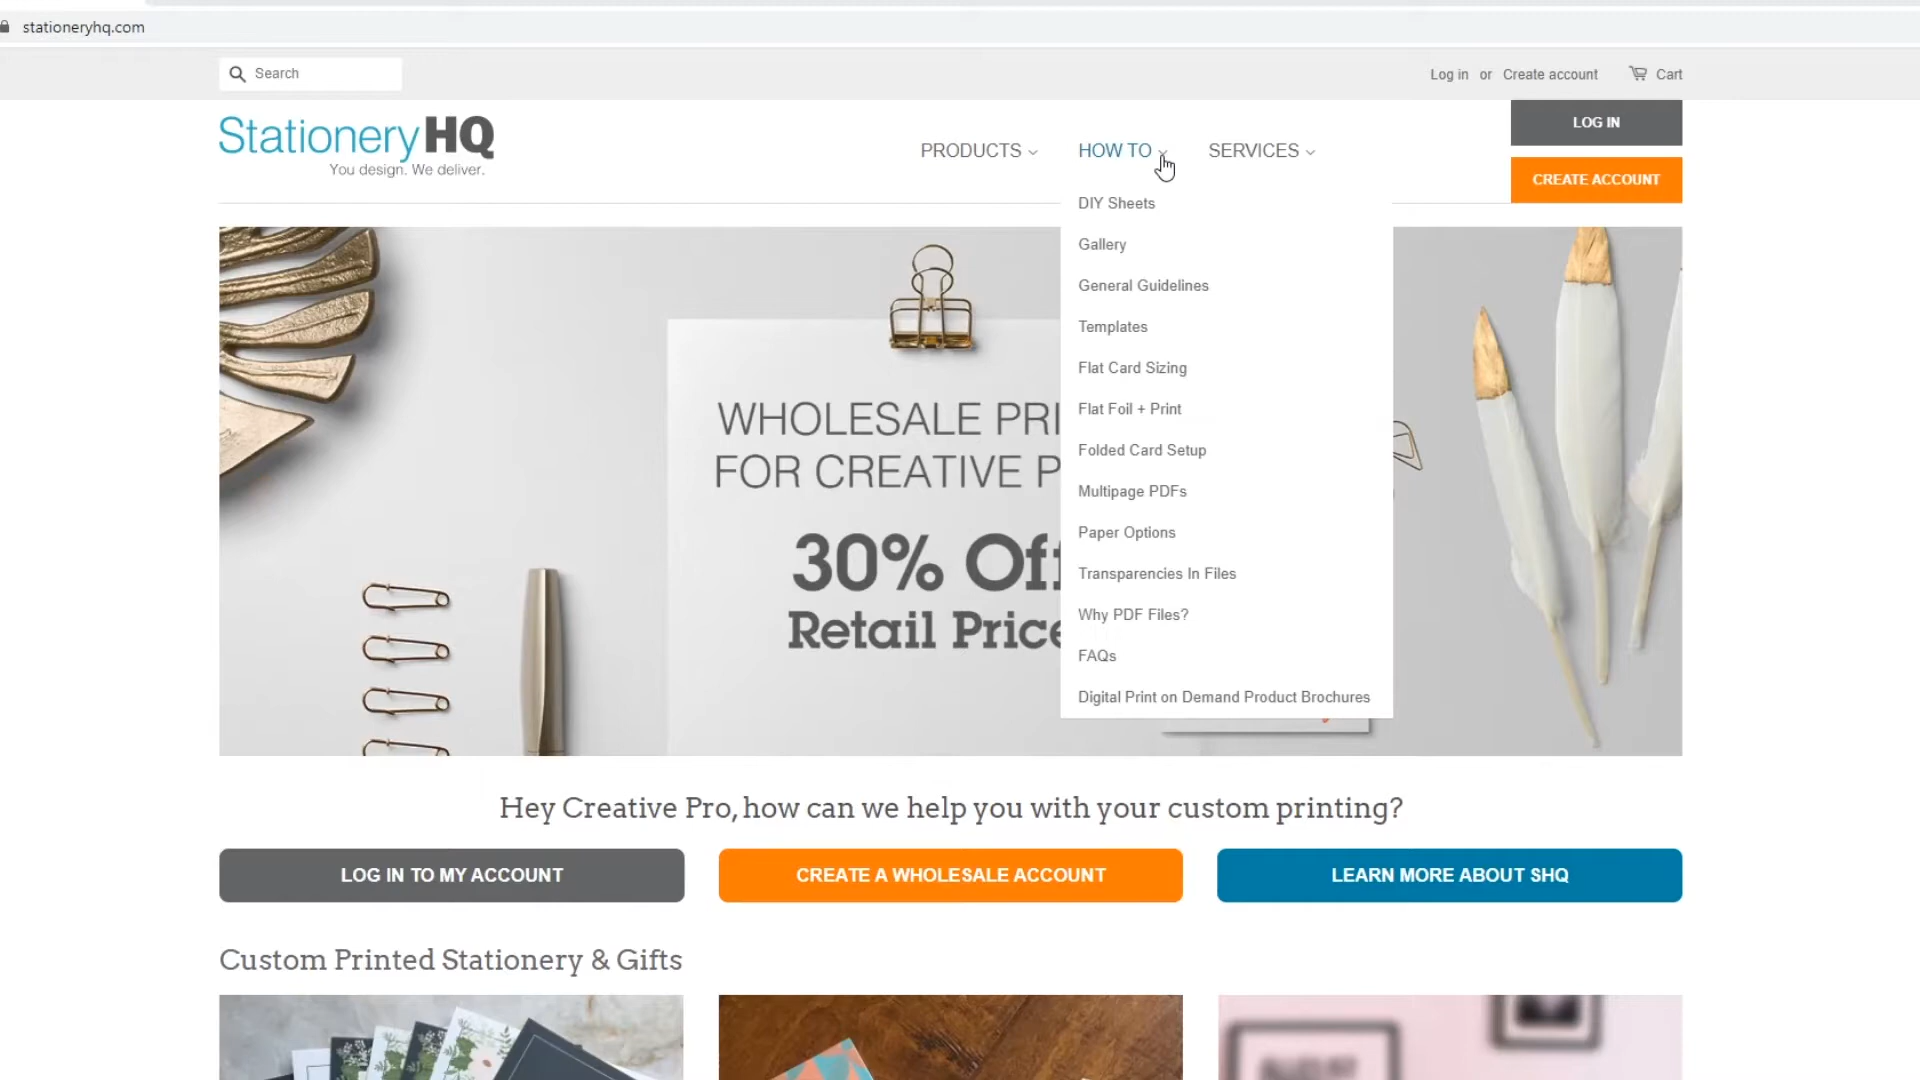 stationeryhq.com
Search
Log in or Create account Cart
StationeryHQ
You design. We deliver.
PRODUCTS
HOW TO
SERVICES
LOG IN
CREATE ACCOUNT
DIY Sheets
Gallery
General Guidelines
Templates
Flat Card Sizing
Flat Foil + Print
Folded Card Setup
Multipage PDFs
Paper Options
Transparencies In Files
Why PDF Files?
FAQs
Digital Print on Demand Product Brochures
WHOLESALE PRI
FOR CREATIVE P
30% Off
Retail Price
Hey Creative Pro, how can we help you with your custom printing?
LOG IN TO MY ACCOUNT
CREATE A WHOLESALE ACCOUNT
LEARN MORE ABOUT SHQ
Custom Printed Stationery & Gifts